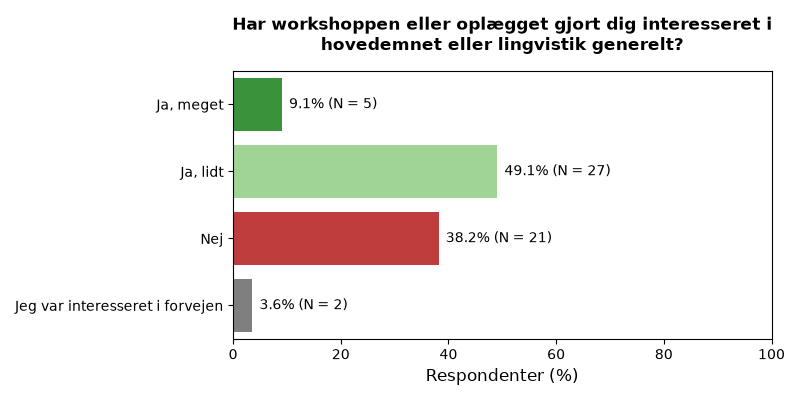 Har workshoppen eller oplægget gjort dig interesseret i
hovedemnet eller lingvistik generelt?
Ja, meget
9.1% (N = 5)
Ja, lidt
49.1% (N = 27)
Nej
38.2% (N = 21)
Jeg var interesseret i forvejen
3.6% (N = 2)
0 20 40 60 80 100
Respondenter (%)